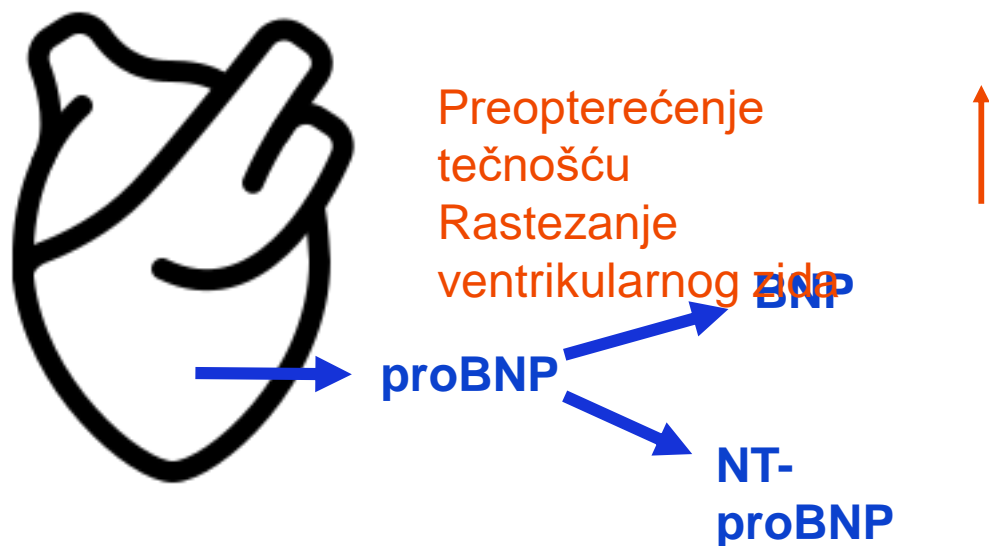 Preopterećenje
tečnošću
Rastezanje
ventrikularnog zida
BNP
proBNP
NT-
proBNP